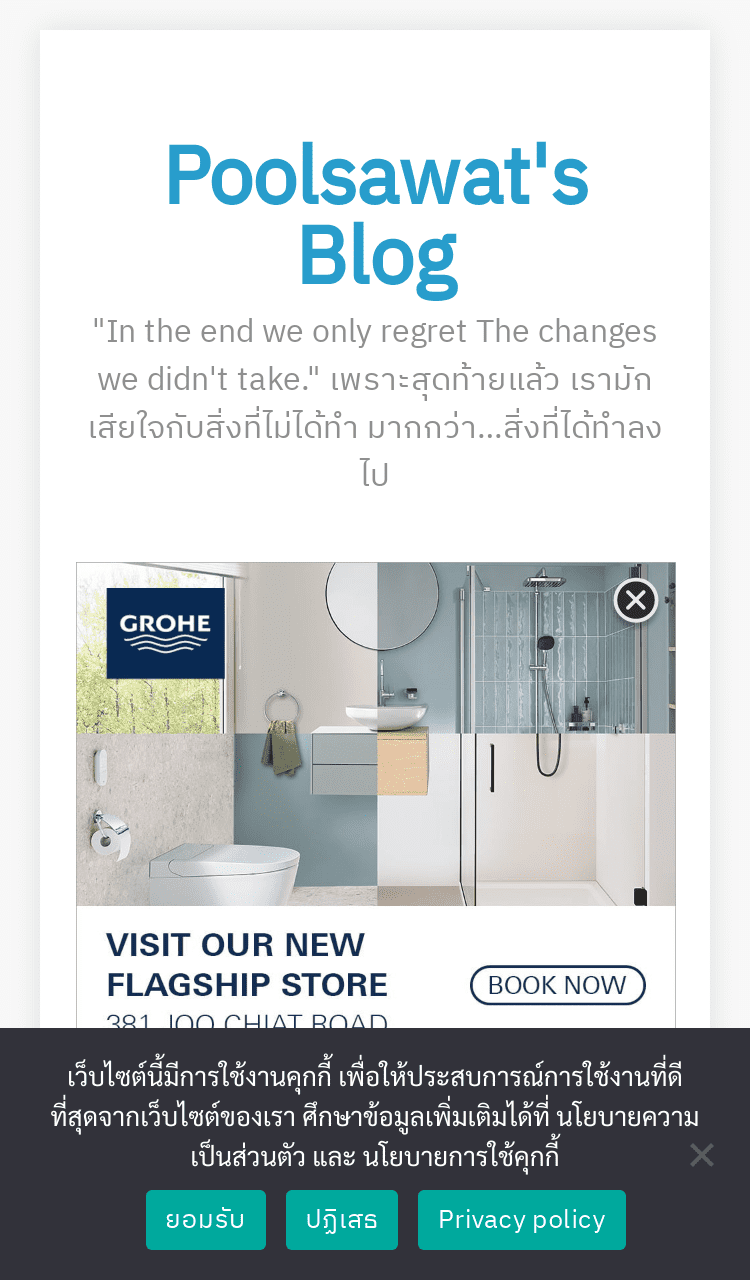 Poolsawat's
Blog
"In the end we only regret The changes
we didn't take." เพราะสุดท้ายแล้ว เรามัก
เสียใจกับสิ่งที่ไม่ได้ทำ มากกว่า...สิ่งที่ได้ทำลง
ไป
GROHE
VISIT OUR NEW
FLAGSHIP STORE
BOOK NOW
381 JOO CHIAT ROAD
เว็บไซต์นี้มีการใช้งานคุกกี้ เพื่อให้ประสบการณ์การใช้งานที่ดี
ที่สุดจากเว็บไซต์ของเรา ศึกษาข้อมูลเพิ่มเติมได้ที่ นโยบายความ
เป็นส่วนตัว และ นโยบายการใช้คุกกี้
ยอมรับ ปฏิเสธ Privacy policy